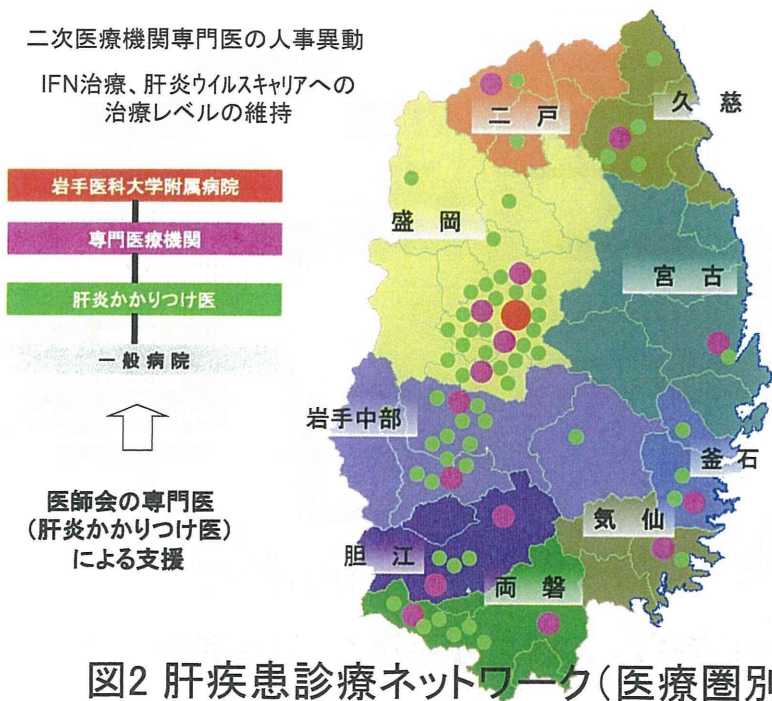 二次医療機関専門医の人事異動
IFN治療、肝炎ウイルスキャリアへの
治療レベルの維持
岩手医科大学附属病院
専門医療機関
肝炎かかりつけ医
一般病院
医師会の専門医
(肝炎かかりつけ医)
による支援
二戸
久慈
盛岡
宮古
岩手中部
釜石
気仙
胆江
両磐
図2 肝疾患診療ネットワーク(医療圏別